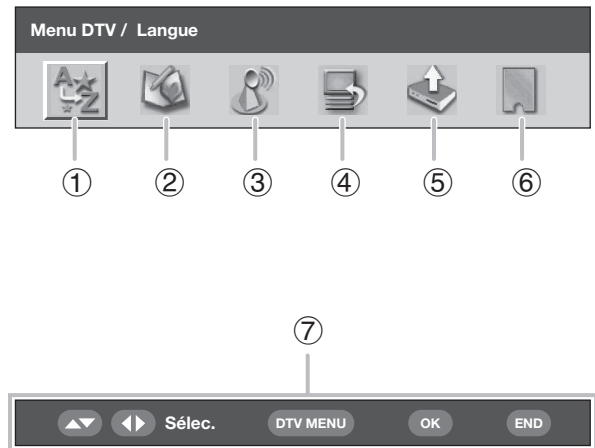 Menu DTV / Langue
① ② ③ ④ ⑤ ⑥
⑦
Sélec. DTV MENU OK END